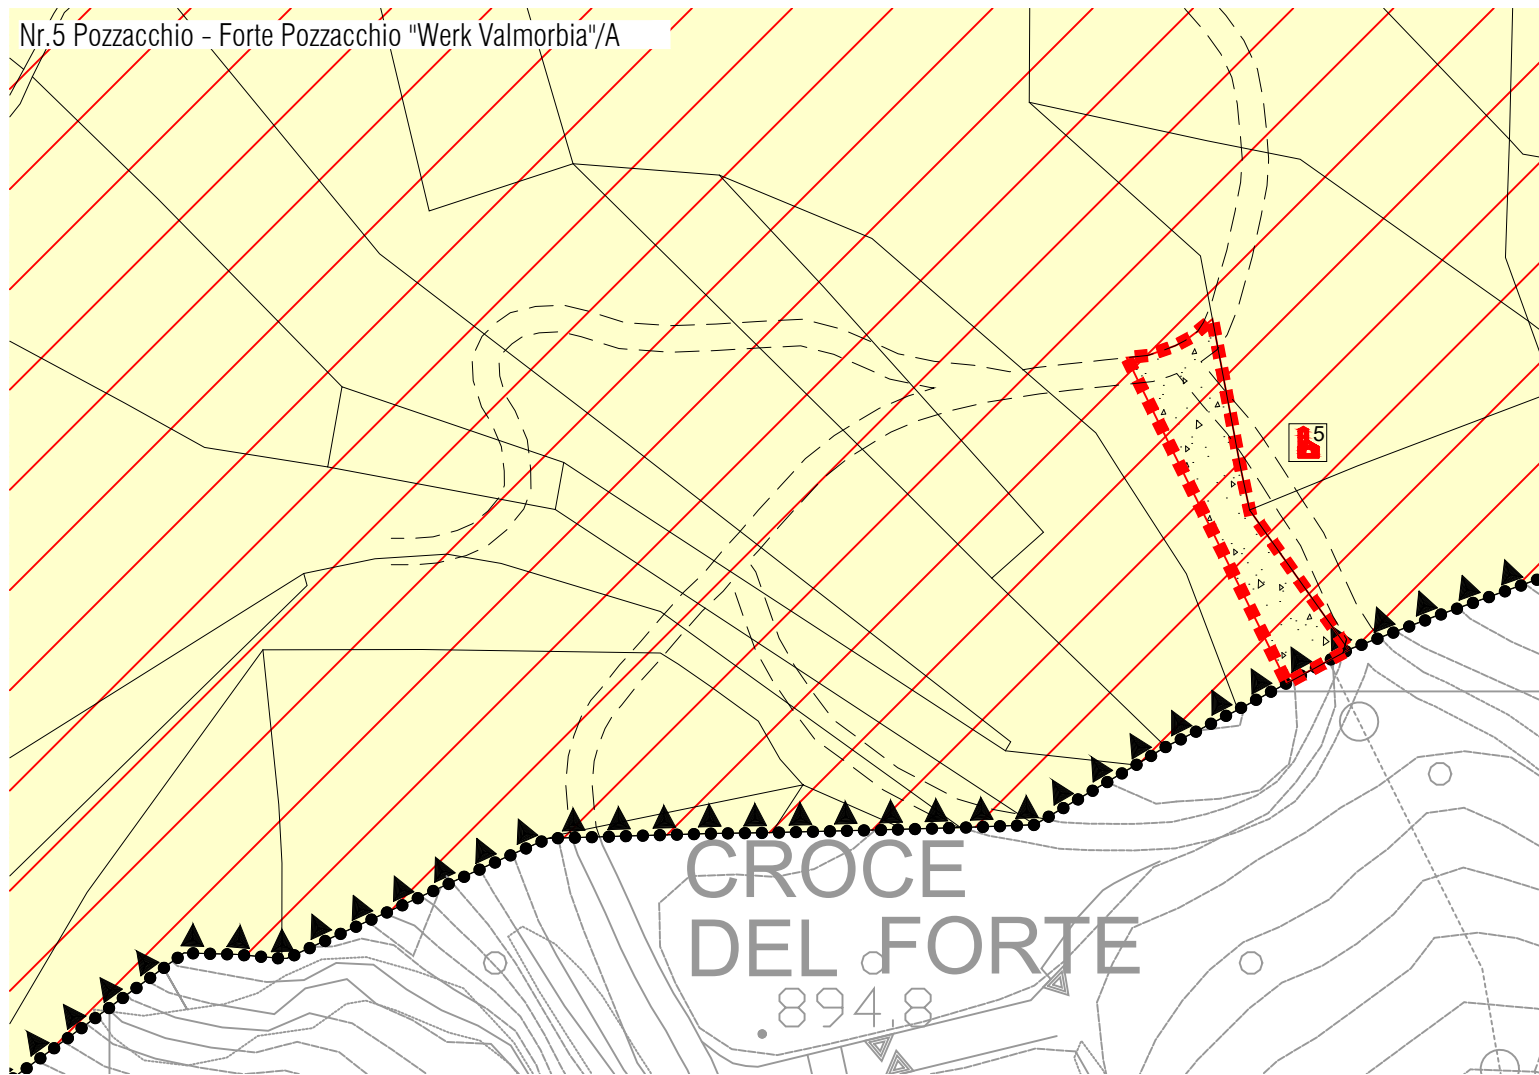 Nr.5 Pozzacchio - Forte Pozzacchio "Werk Valmorbia"/A
5
CROCE
DEL FORTE
894,8